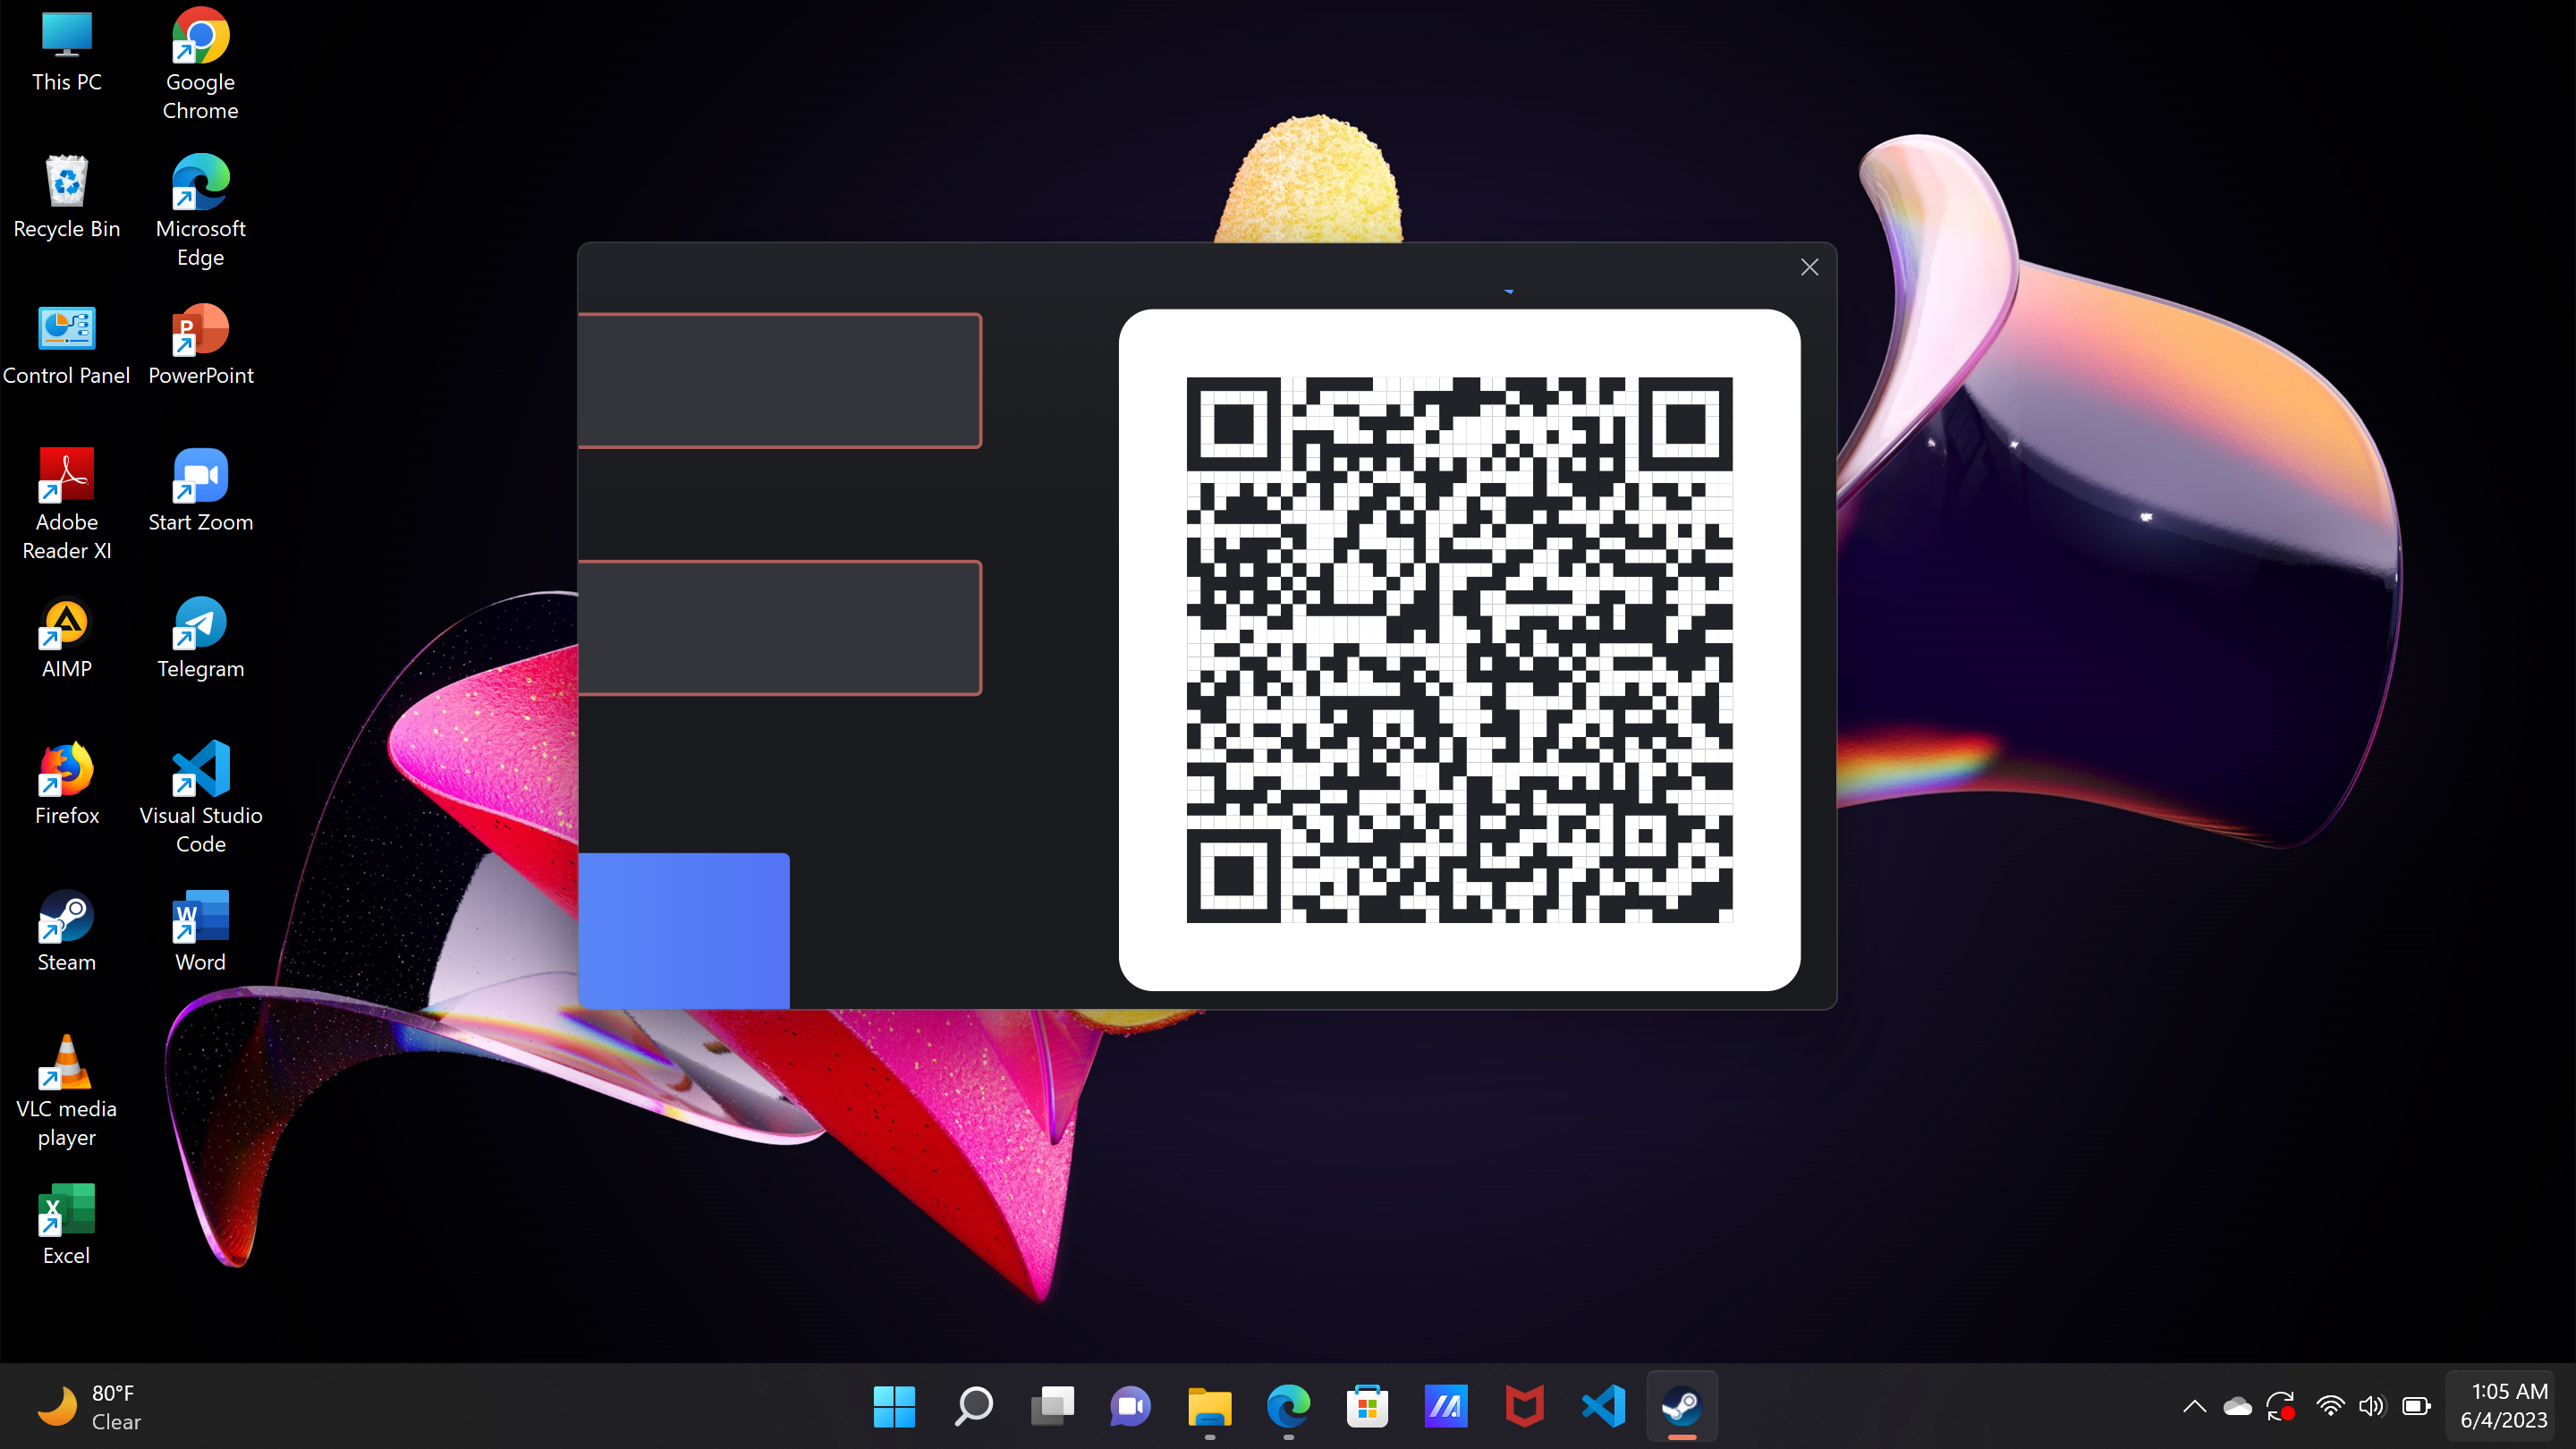 This PC
Google
Chrome
Recycle Bin
Microsoft
Edge
Control Panel
PowerPoint
Adobe
Reader XI
Start Zoom
AIMP
Telegram
Firefox
Visual Studio
Code
Steam
Word
VLC media
player
Excel
80°F
Clear
1:05 AM
6/4/2023